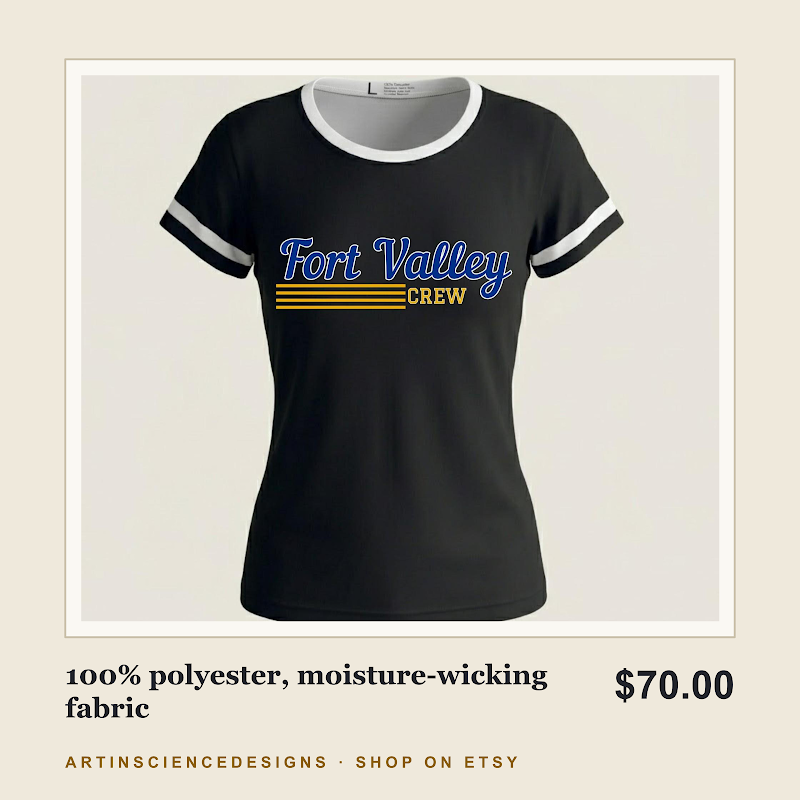 L
Fort Valley
CREW
100% polyester, moisture-wicking
fabric
$70.00
ARTINSCIENCEDESIGNS · SHOP ON ETSY